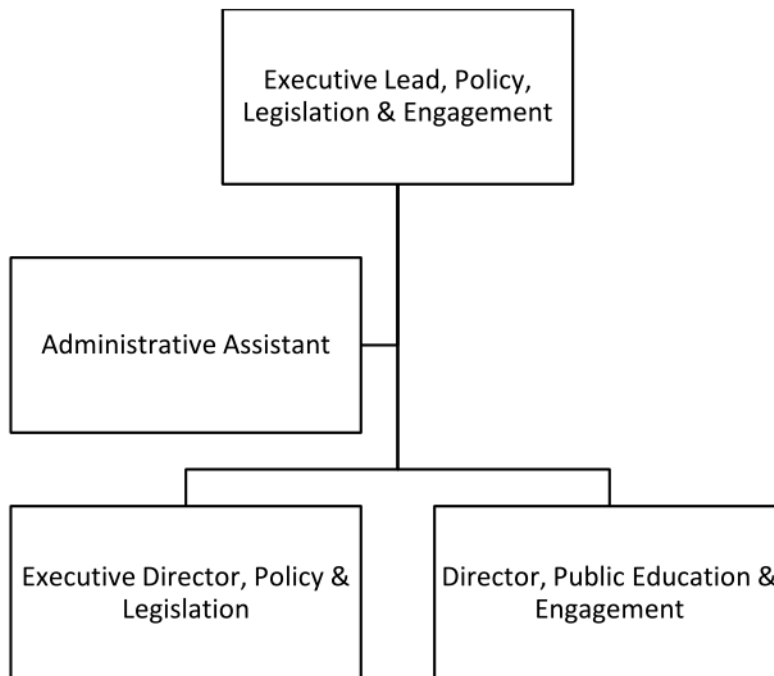 Executive Lead, Policy,
Legislation & Engagement
Administrative Assistant
Executive Director, Policy &
Legislation
Director, Public Education &
Engagement